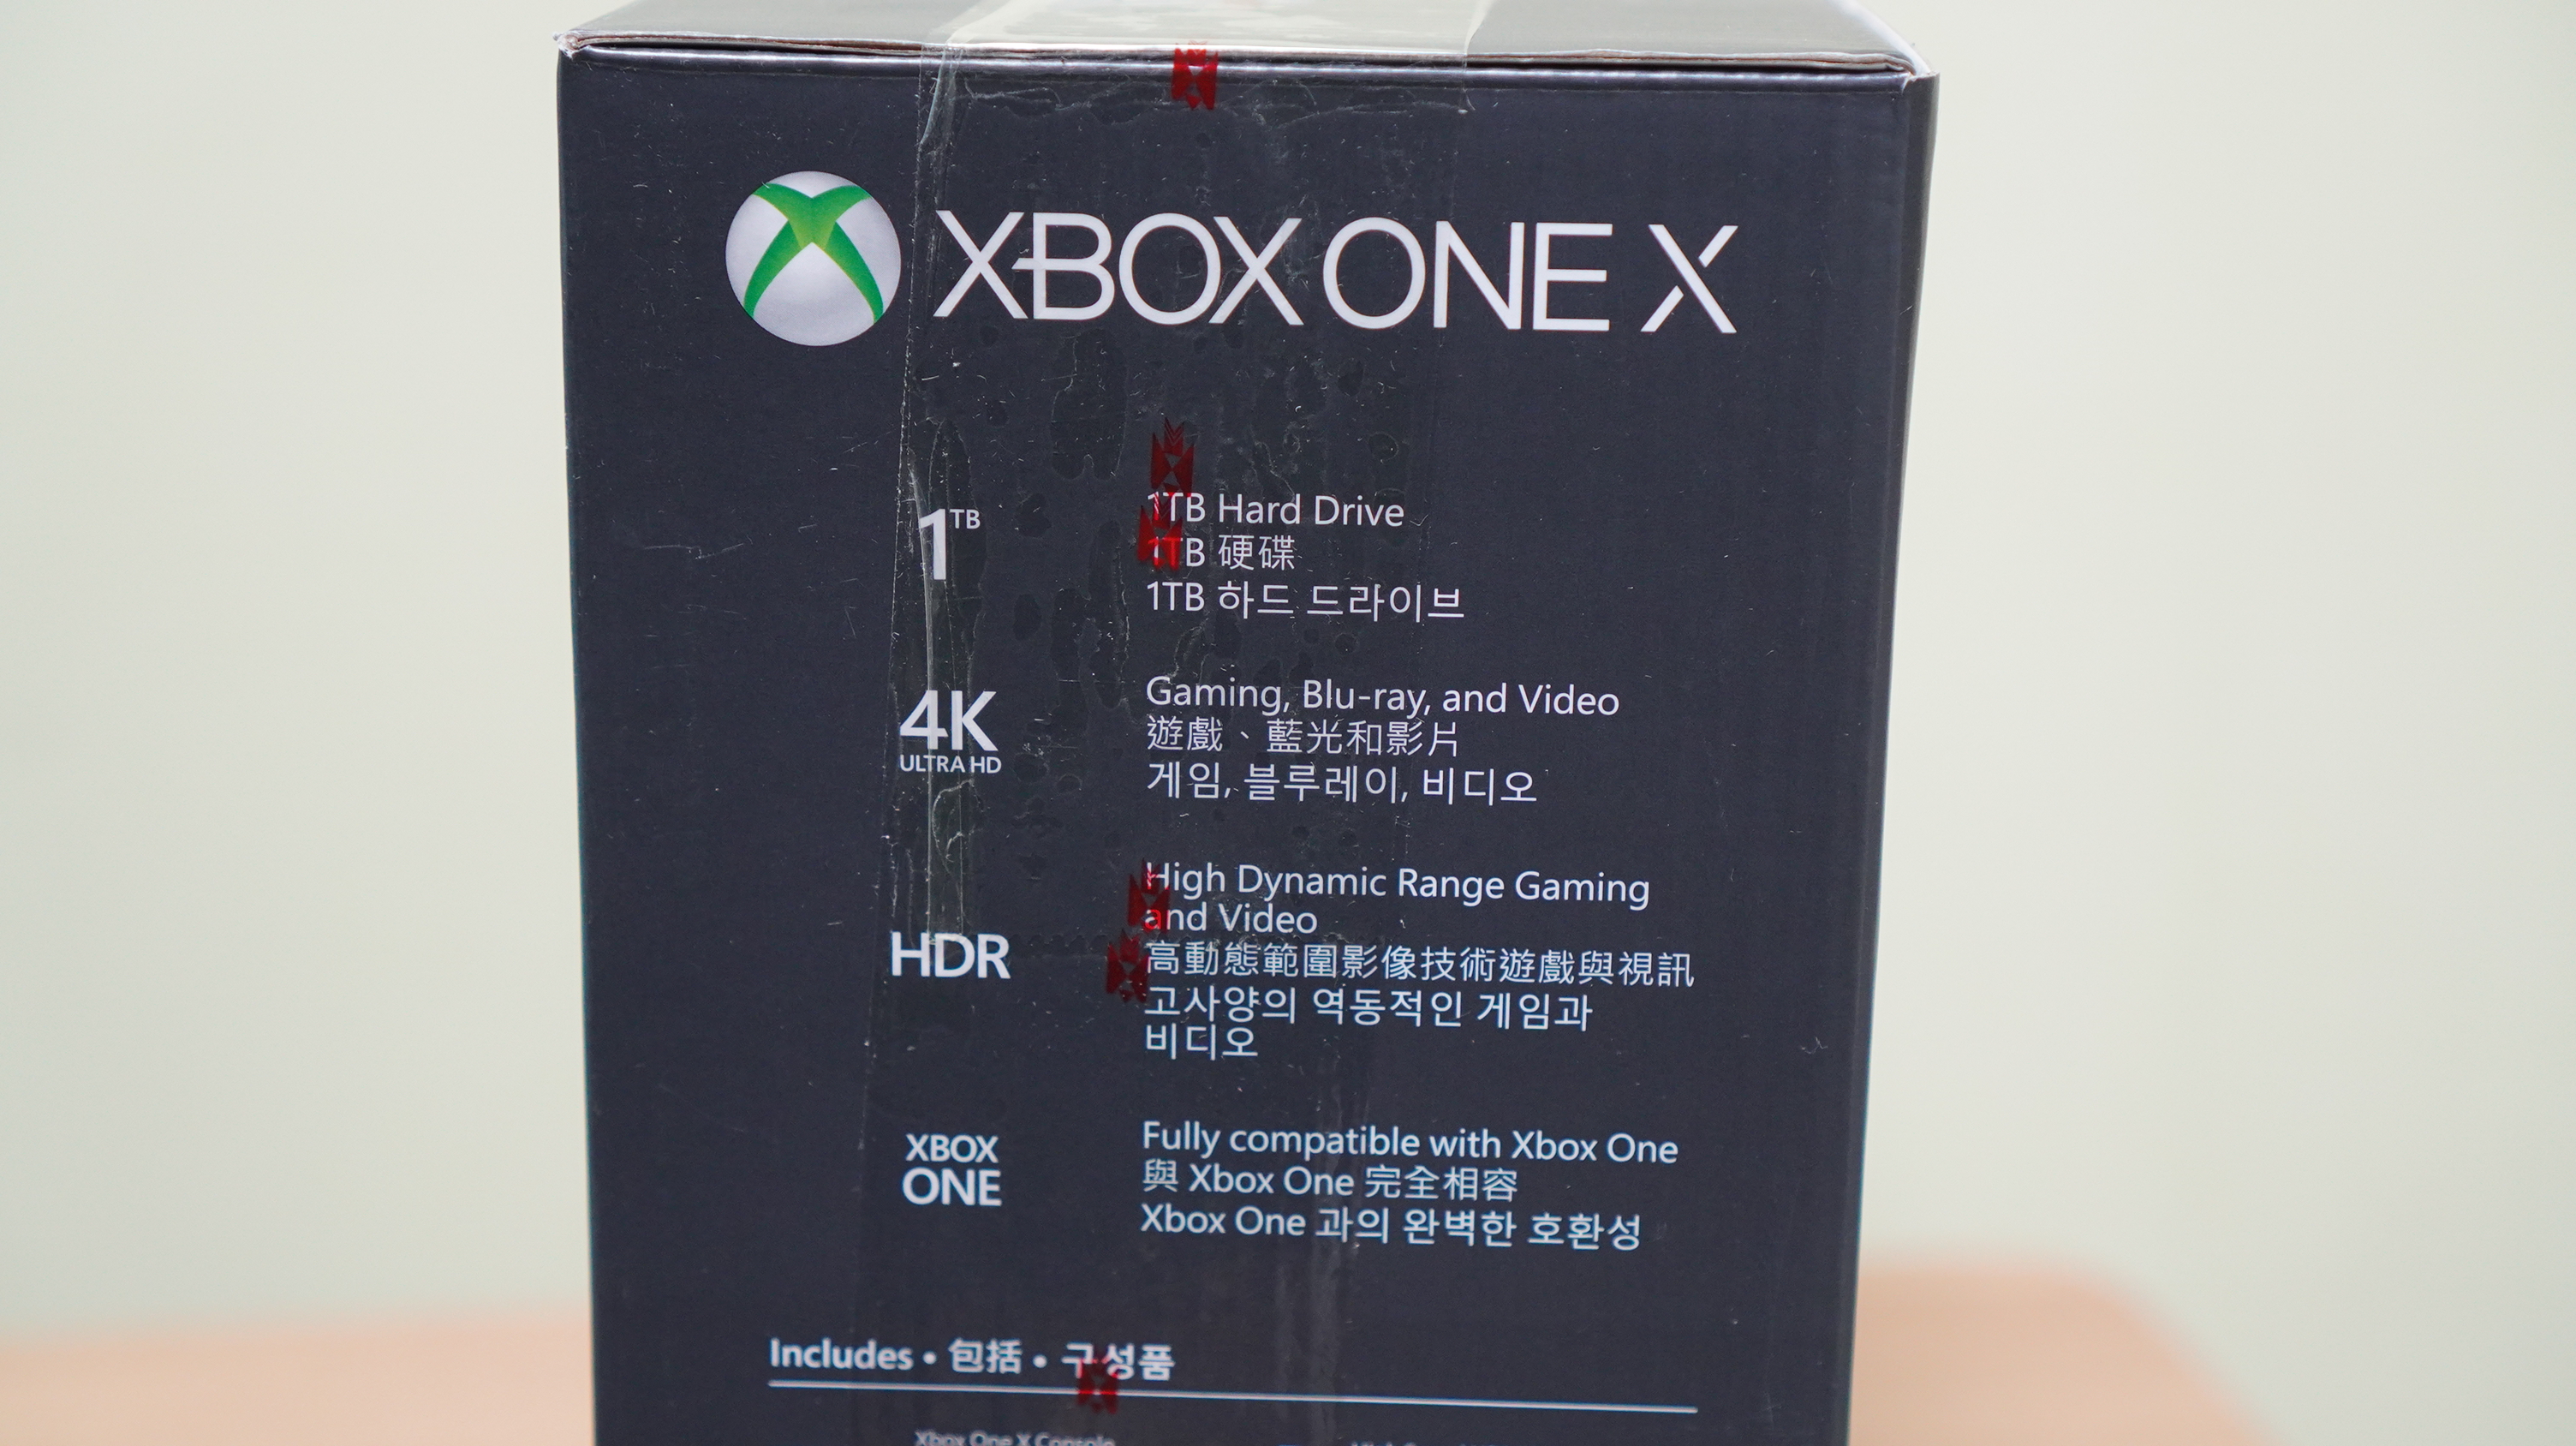 XBOX ONE X
1TB
1TB Hard Drive
1TB 硬碟
1TB 하드 드라이브
4K
ULTRA HD
Gaming, Blu-ray, and Video
遊戲、藍光和影片
게임, 블루레이, 비디오
HDR
High Dynamic Range Gaming
and Video
高動態範圍影像技術遊戲與視訊
고사양의 역동적인 게임과
비디오
XBOX
ONE
Fully compatible with Xbox One
與 Xbox One 完全相容
Xbox One 과의 완벽한 호환성
Includes • 包括 • 구성품
Xbox One X Console